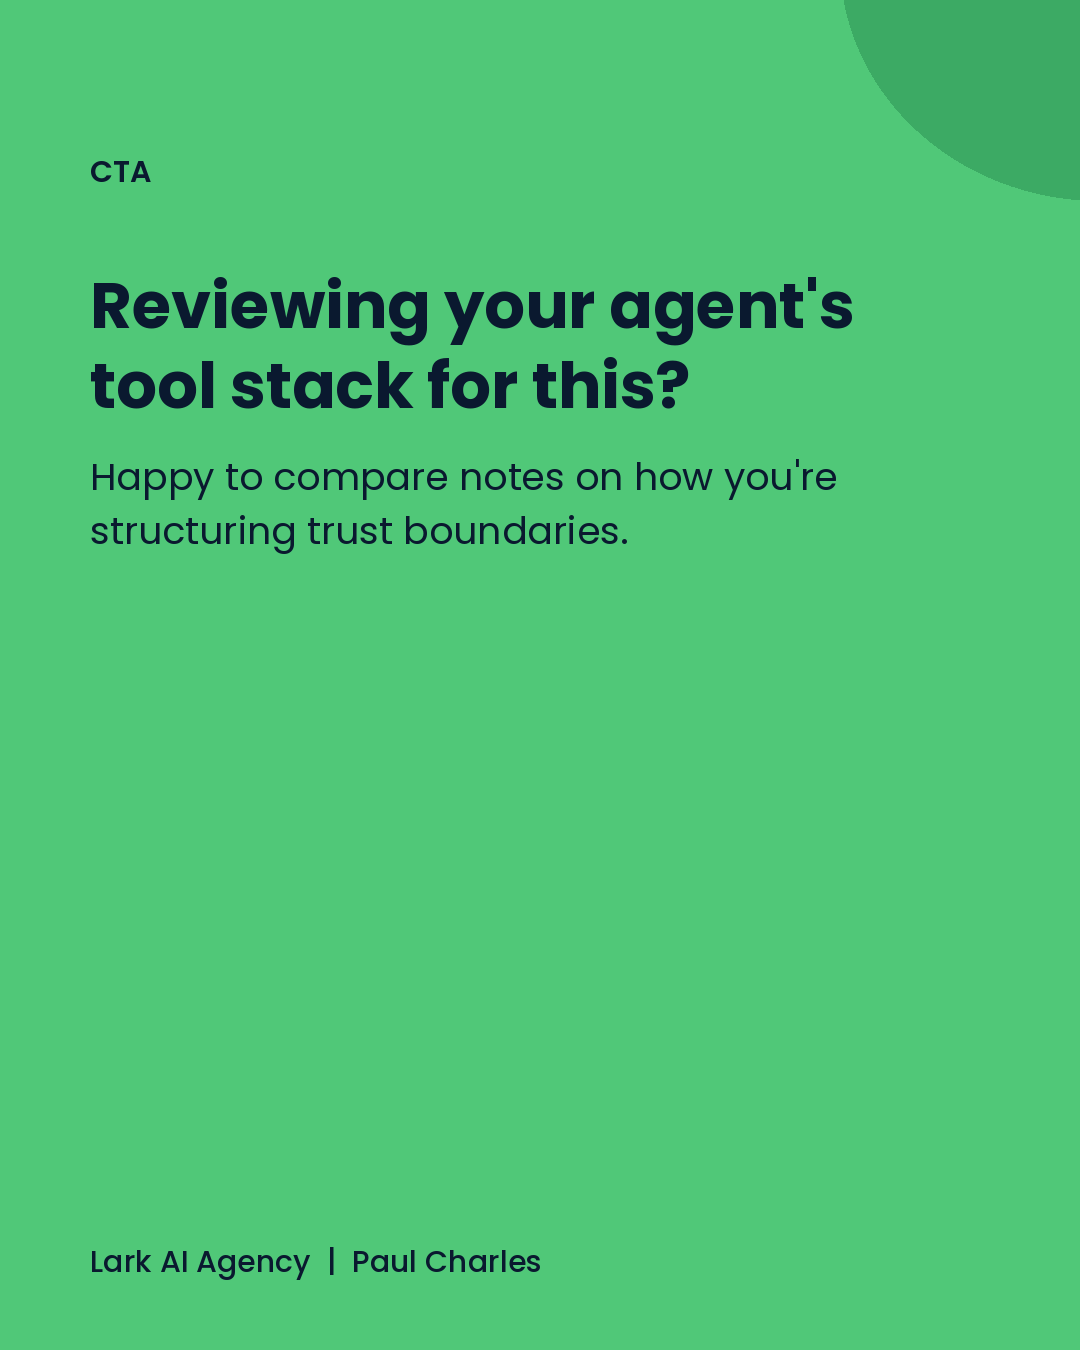 CTA
Reviewing your agent's
tool stack for this?
Happy to compare notes on how you're
structuring trust boundaries.
Lark AI Agency | Paul Charles